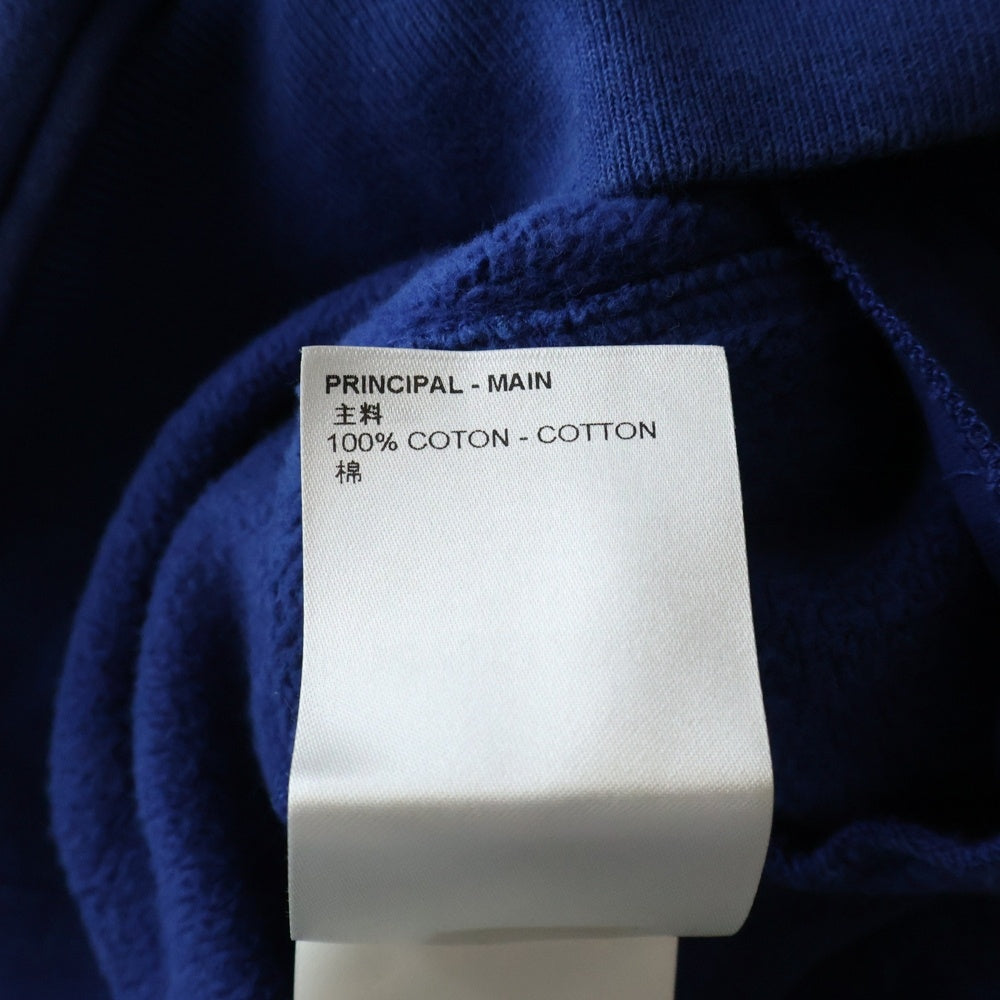 PRINCIPAL - MAIN
主料
100% COTON - COTTON
棉